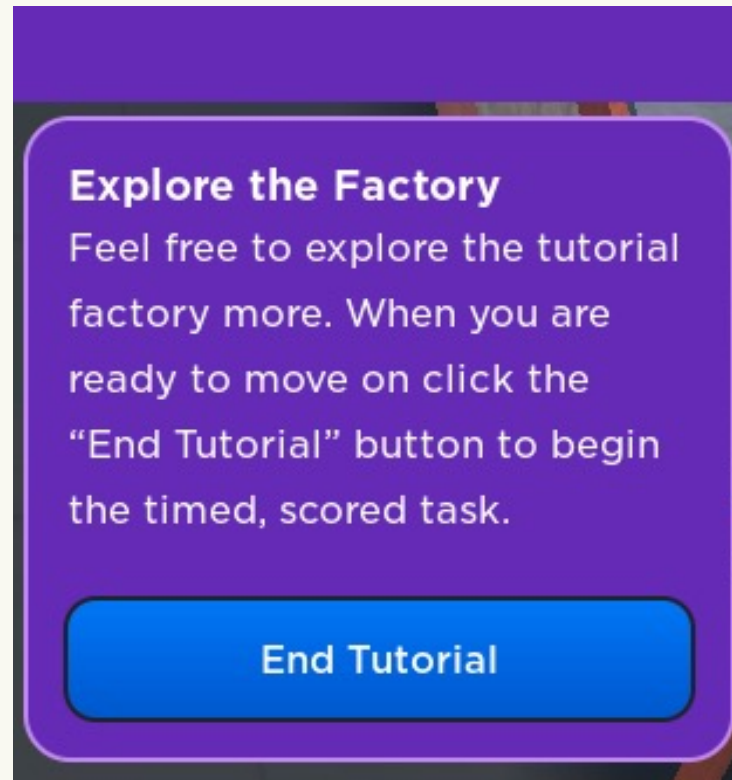 Explore the Factory
Feel free to explore the tutorial
factory more. When you are
ready to move on click the
“End Tutorial” button to begin
the timed, scored task.
End Tutorial